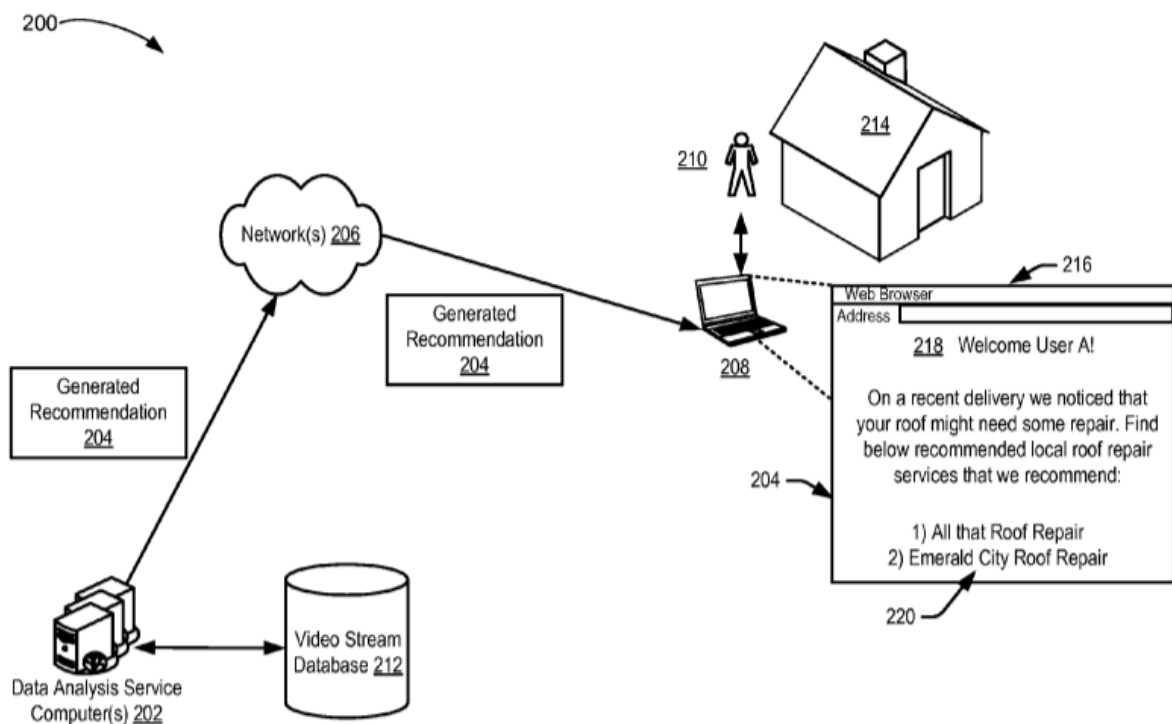 200
214
210
Network(s) 206
216
Web Browser
Address
Generated
Recommendation
204
218 Welcome User A!
208
Generated
Recommendation
204
On a recent delivery we noticed that
your roof might need some repair. Find
below recommended local roof repair
services that we recommend:
204
1) All that Roof Repair
2) Emerald City Roof Repair
220
Video Stream
Database 212
Data Analysis Service
Computer(s) 202